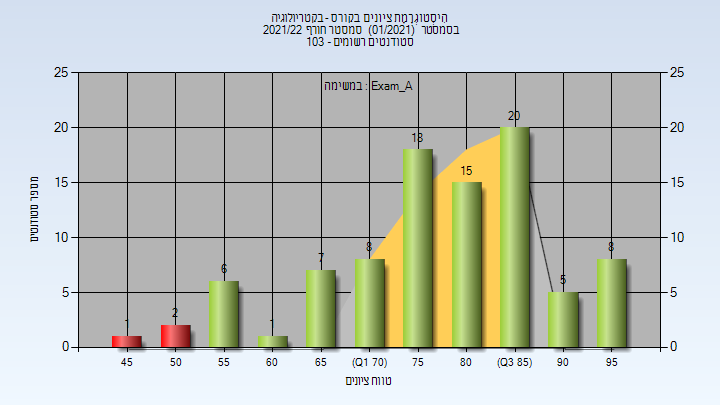 היסטוגרמת ציונים בקורס - בקטריולוגיה
בסמסטר (01/2021) סמסטר חורף 2021/22
סטודנטים רשומים - 103
במשימה : Exam_A
מספר סטודנטים
25 25
20 20
15 15
10 10
5 5
0 0
1 2 6 1 7 8 18 15 20 5 8
45 50 55 60 65 (Q1 70) 75 80 (Q3 85) 90 95
טווח ציונים